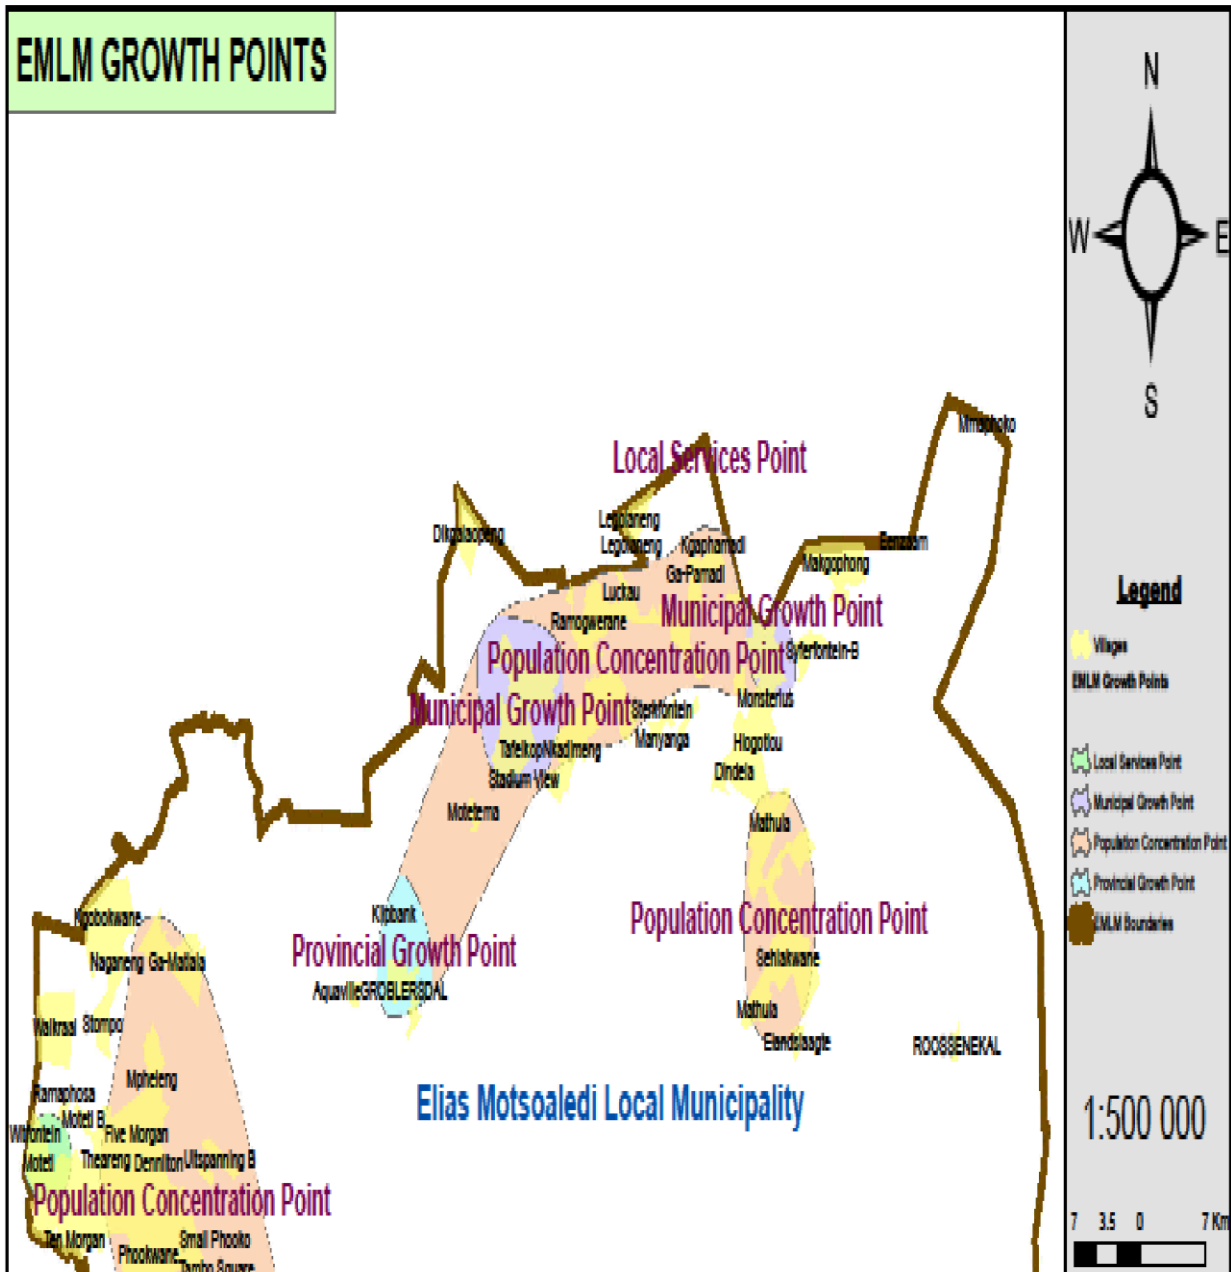 EMLM GROWTH POINTS
N
W
E
S
Mmaphoko
Local Services Point
Legolaneng
Dikgalaopeng
Legolaneng
Kgaphamadi
Eenzaam
Makgophong
Ga-Pamadi
Luckau
Municipal Growth Point
Ramogwerane
Population Concentration Point
Syferfontein-B
Monsterlus
Municipal Growth Point
Sterkfontein
Manyanga
Hlogotlou
TafelkopNkadimeng
Stadium View
Dindela
Motetema
Mathula
Klipbank
Population Concentration Point
Kgobokwane
Provincial Growth Point
Sehlakwane
Naganeng
Ga-Matlala
AquavilleGROBLERSDAL
Mathula
Walkraal
Stompo
Elandslaagte
ROOSSENEKAL
Mpheleng
Ramaphosa
Elias Motsoaledi Local Municipality
Moteti B
Witfontein
Five Morgan
Moteti
Theareng
Dennilton
Uitspanning B
Population Concentration Point
Ten Morgan
Small Phooko
Phookwane
Tambo Square
Legend
Villages
EMLM Growth Points
Local Services Point
Municipal Growth Point
Population Concentration Point
Provincial Growth Point
EMLM Boundaries
1:500 000
7 3.5 0 7 Km